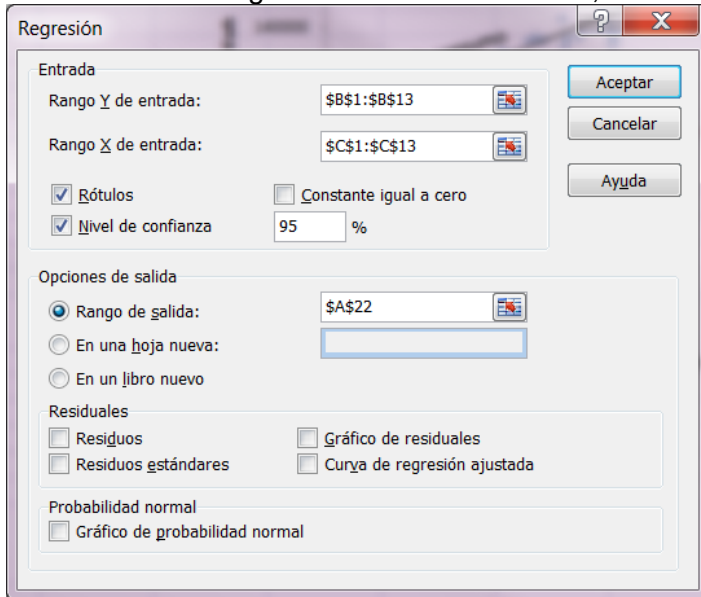 Regresión
Entrada
Aceptar
Rango Y de entrada:
$B$1:$B$13
Cancelar
Rango X de entrada:
$C$1:$C$13
Ayuda
Rótulos
Constante igual a cero
Nivel de confianza
95
%
Opciones de salida
Rango de salida:
$A$22
En una hoja nueva:
En un libro nuevo
Residuales
Residuos
Gráfico de residuales
Residuos estándares
Curva de regresión ajustada
Probabilidad normal
Gráfico de probabilidad normal